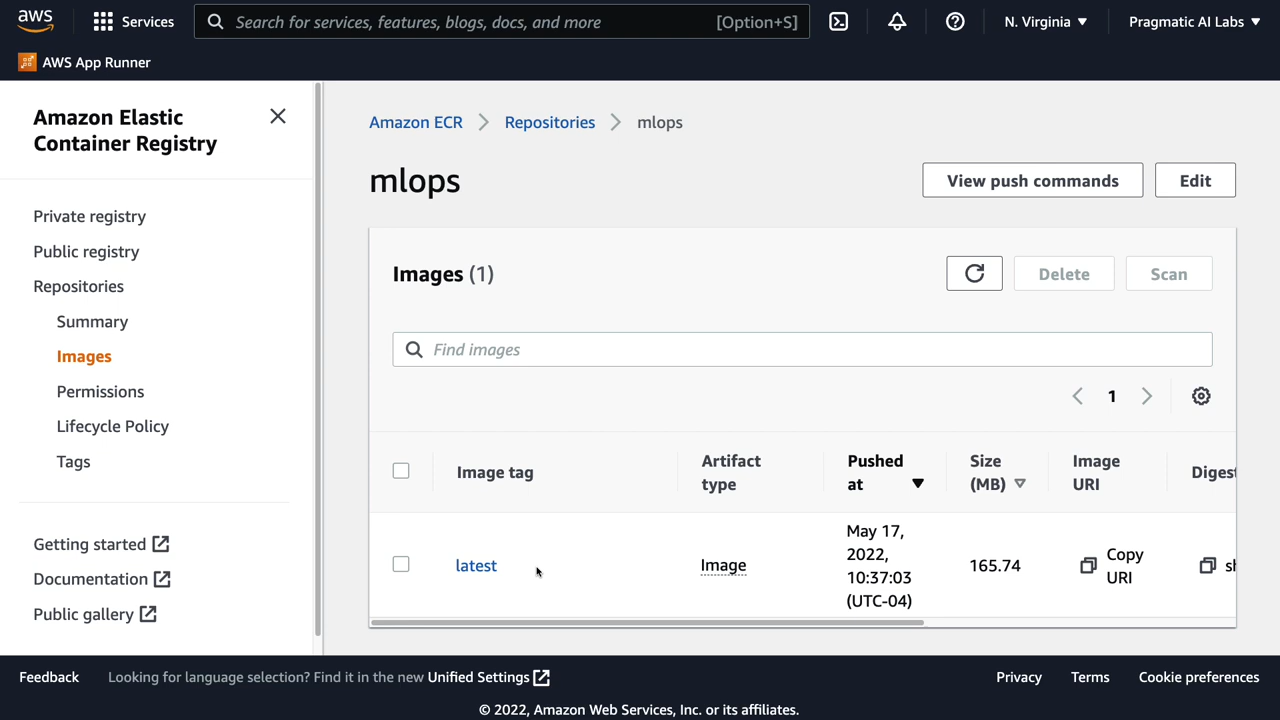 aws
Services
Search for services, features, blogs, docs, and more
[Option+S]
N. Virginia
Pragmatic AI Labs
AWS App Runner
Amazon Elastic
Container Registry
Private registry
Public registry
Repositories
Summary
Images
Permissions
Lifecycle Policy
Tags
Getting started
Documentation
Public gallery
Amazon ECR
Repositories
mlops
mlops
View push commands
Edit
Images (1)
Delete
Scan
Find images
1
Image tag
Artifact
type
Pushed
at
Size
(MB)
Image
URI
Digest
latest
Image
May 17,
2022,
10:37:03
(UTC-04)
165.74
Copy
URI
Feedback
Looking for language selection? Find it in the new Unified Settings
Privacy
Terms
Cookie preferences
© 2022, Amazon Web Services, Inc. or its affiliates.